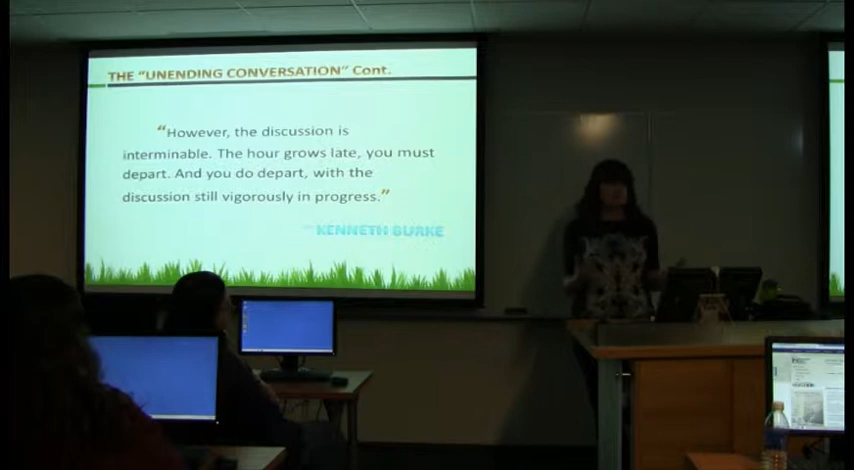 THE "UNENDING CONVERSATION" Cont.
"However, the discussion is
interminable. The hour grows late, you must
depart. And you do depart, with the
discussion still vigorously in progress."
KENNETH BURKE